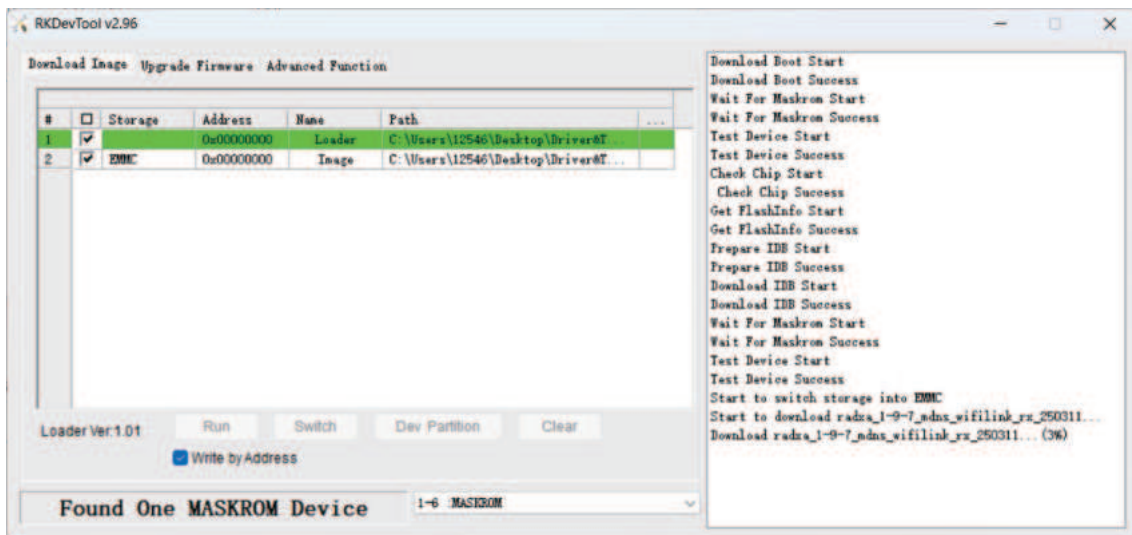 RKDevTool v2.96
Download Image Upgrade Firmware Advanced Function
# Storage Address Name Path ...
1 0x00000000 Loader C:\Users\12546\Desktop\Driver&T...
2 EMMC 0x00000000 Image C:\Users\12546\Desktop\Driver&T...
Loader Ver:1.01 Run Switch Dev Partition Clear
Write by Address
Found One MASKROM Device 1-6 :MASKROM
Download Boot Start
Download Boot Success
Wait For Maskrom Start
Wait For Maskrom Success
Test Device Start
Test Device Success
Check Chip Start
Check Chip Success
Get FlashInfo Start
Get FlashInfo Success
Prepare IDB Start
Prepare IDB Success
Download IDB Start
Download IDB Success
Wait For Maskrom Start
Wait For Maskrom Success
Test Device Start
Test Device Success
Start to switch storage into EMMC
Start to download radxa_1-9-7_mdns_wifilink_rx_250311...
Download radxa_1-9-7_mdns_wifilink_rx_250311... (3%)